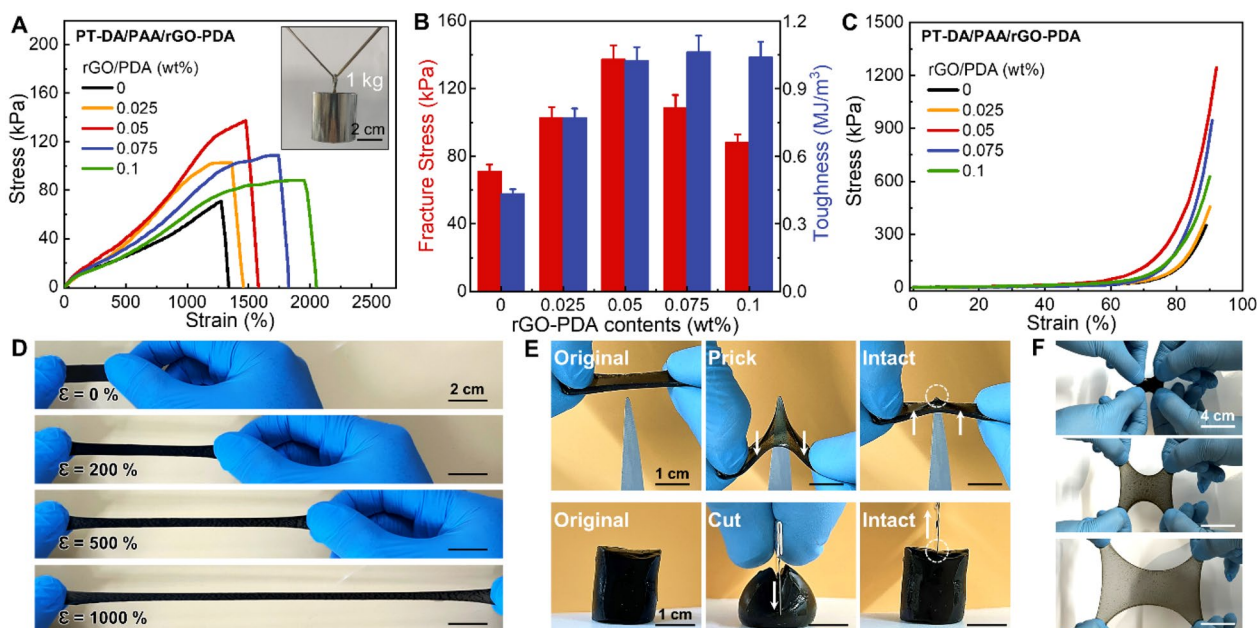 A
PT-DA/PAA/rGO-PDA
rGO/PDA (wt%)
0
0.025
0.05
0.075
0.1
1 kg
2 cm
Stress (kPa)
200
160
120
80
40
0
0 500 1000 1500 2000 2500
Strain (%)
B
Fracture Stress (kPa)
160
120
80
40
0
Toughness (MJ/m³)
1.2
0.9
0.6
0.3
0.0
0 0.025 0.05 0.075 0.1
rGO-PDA contents (wt%)
C
PT-DA/PAA/rGO-PDA
rGO/PDA (wt%)
0
0.025
0.05
0.075
0.1
Stress (kPa)
1500
1200
900
600
300
0
0 20 40 60 80 100
Strain (%)
D
2 cm
Ɛ = 0 %
Ɛ = 200 %
Ɛ = 500 %
Ɛ = 1000 %
E
Original Prick Intact
1 cm
Original Cut Intact
1 cm
F
4 cm